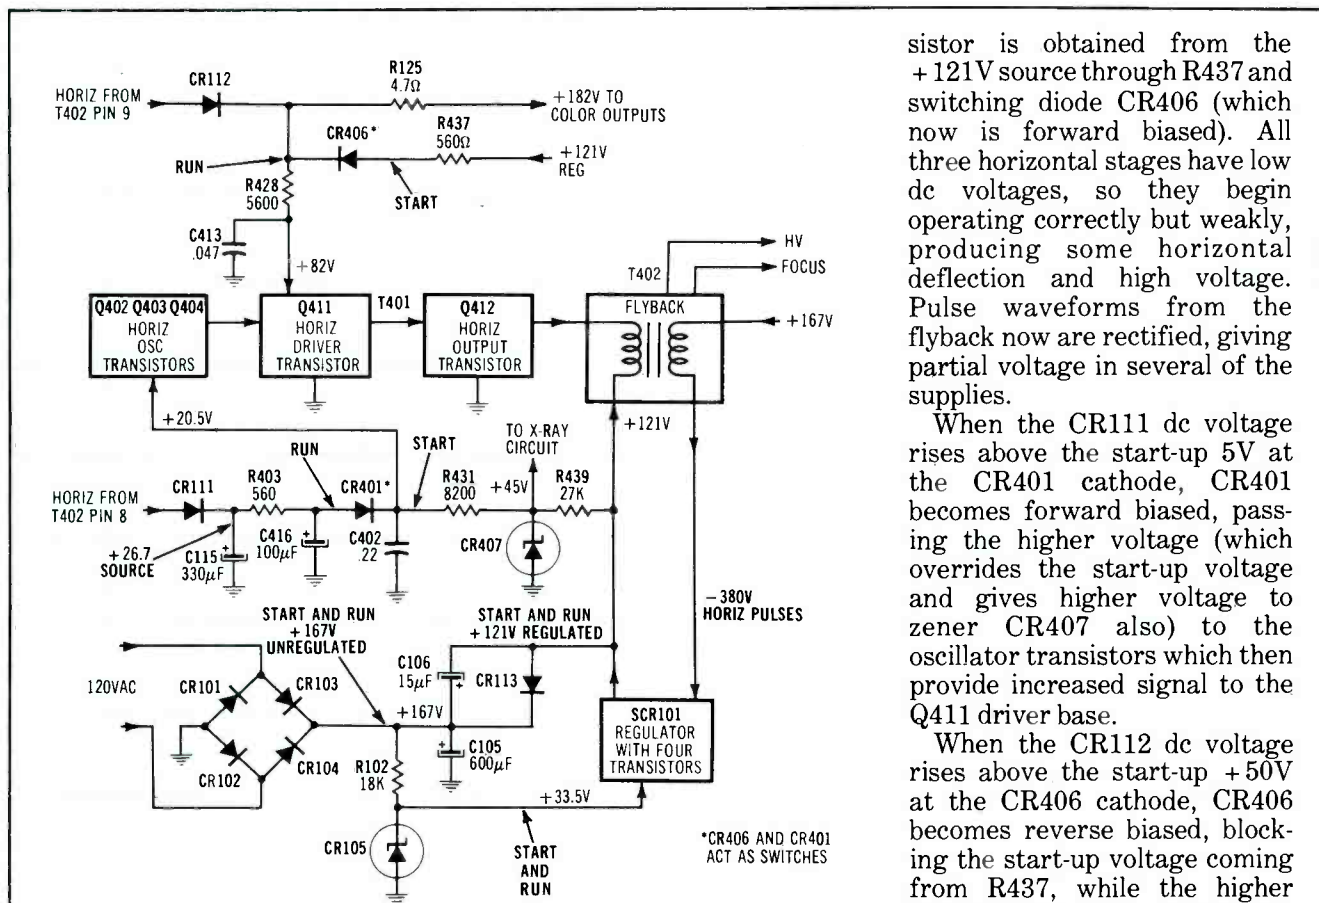 CR112
R125
4.7Ω
HORIZ FROM
T402 PIN 9
+182V TO
COLOR OUTPUTS
CR406*
R437
560Ω
+121V
REG
RUN
START
R428
5600
C413
.047
+82V
HV
FOCUS
T402
FLYBACK
+167V
Q402 Q403 Q404
HORIZ
OSC
TRANSISTORS
Q411
HORIZ
DRIVER
TRANSISTOR
T401
Q412
HORIZ
OUTPUT
TRANSISTOR
+20.5V
+121V
RUN
START
TO X-RAY
CIRCUIT
HORIZ FROM
T402 PIN 8
CR111
R403
560
CR401*
R431
8200
+45V
R439
27K
+26.7
SOURCE
C115
330μF
C416
100μF
C402
.22
CR407
-380V
HORIZ PULSES
START AND RUN
+167V
UNREGULATED
START AND RUN
+121V REGULATED
120VAC
CR101
CR103
CR102
CR104
C106
15μF
CR113
+167V
C105
600μF
R102
18K
SCR101
REGULATOR
WITH FOUR
TRANSISTORS
+33.5V
CR105
START
AND
RUN
*CR406 AND CR401
ACT AS SWITCHES
sistor is obtained from the
+121V source through R437 and
switching diode CR406 (which
now is forward biased). All
three horizontal stages have low
dc voltages, so they begin
operating correctly but weakly,
producing some horizontal
deflection and high voltage.
Pulse waveforms from the
flyback now are rectified, giving
partial voltage in several of the
supplies.
When the CR111 dc voltage
rises above the start-up 5V at
the CR401 cathode, CR401
becomes forward biased, pass-
ing the higher voltage (which
overrides the start-up voltage
and gives higher voltage to
zener CR407 also) to the
oscillator transistors which then
provide increased signal to the
Q411 driver base.
When the CR112 dc voltage
rises above the start-up +50V
at the CR406 cathode, CR406
becomes reverse biased, block-
ing the start-up voltage coming
from R437, while the higher